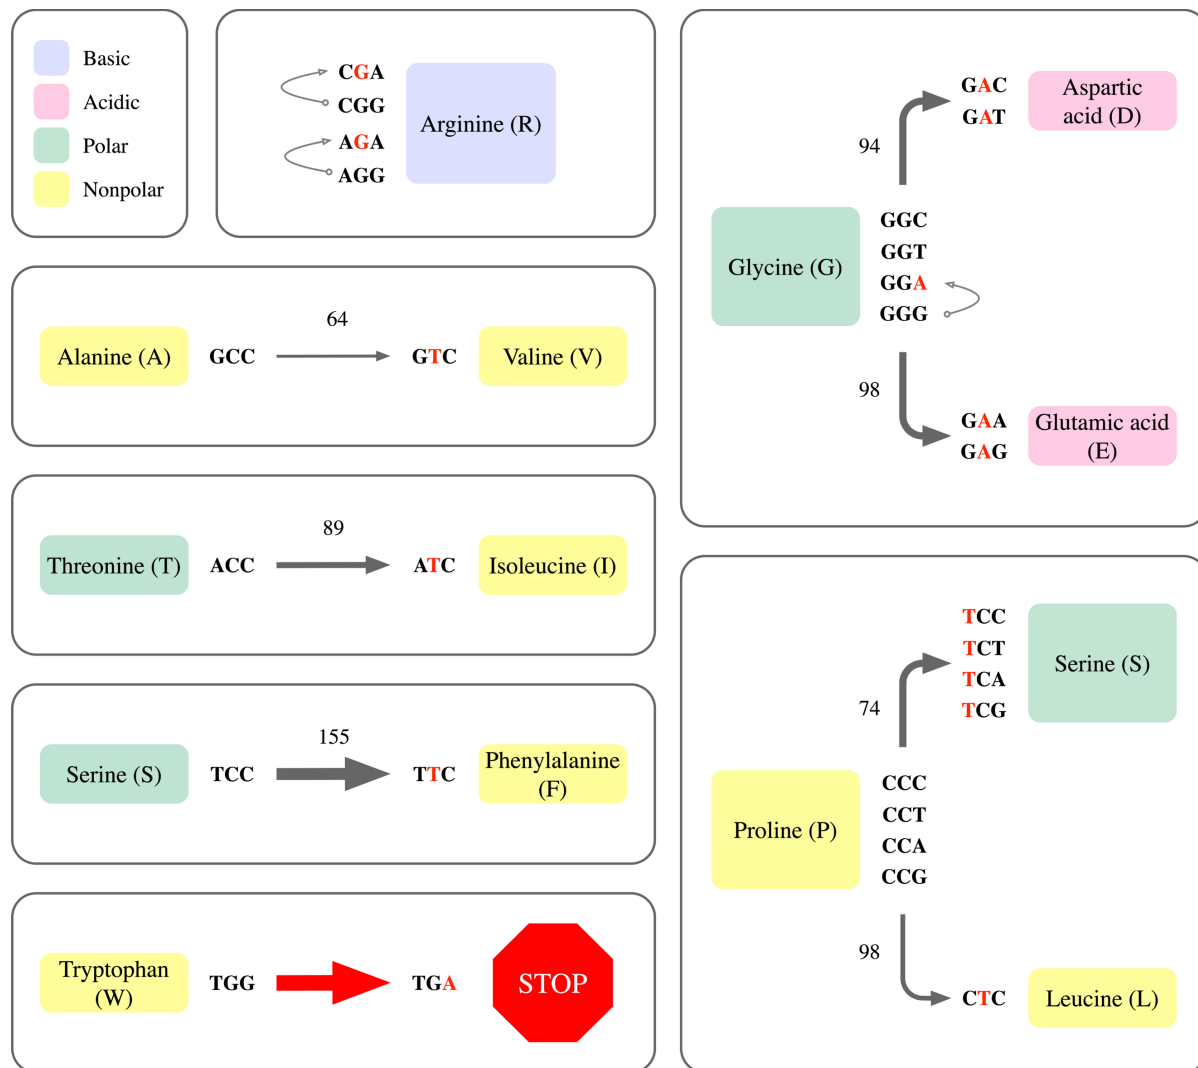 Basic
Acidic
Polar
Nonpolar
CGA
CGG
AGA
AGG
Arginine (R)
64
Alanine (A) GCC GTC Valine (V)
89
Threonine (T) ACC ATC Isoleucine (I)
155
Serine (S) TCC TTC Phenylalanine
(F)
Tryptophan
(W) TGG TGA STOP
94
GAC
GAT
Aspartic
acid (D)
Glycine (G)
GGC
GGT
GGA
GGG
98
GAA
GAG
Glutamic acid
(E)
74
TCC
TCT
TCA
TCG
Serine (S)
Proline (P)
CCC
CCT
CCA
CCG
98
CTC Leucine (L)